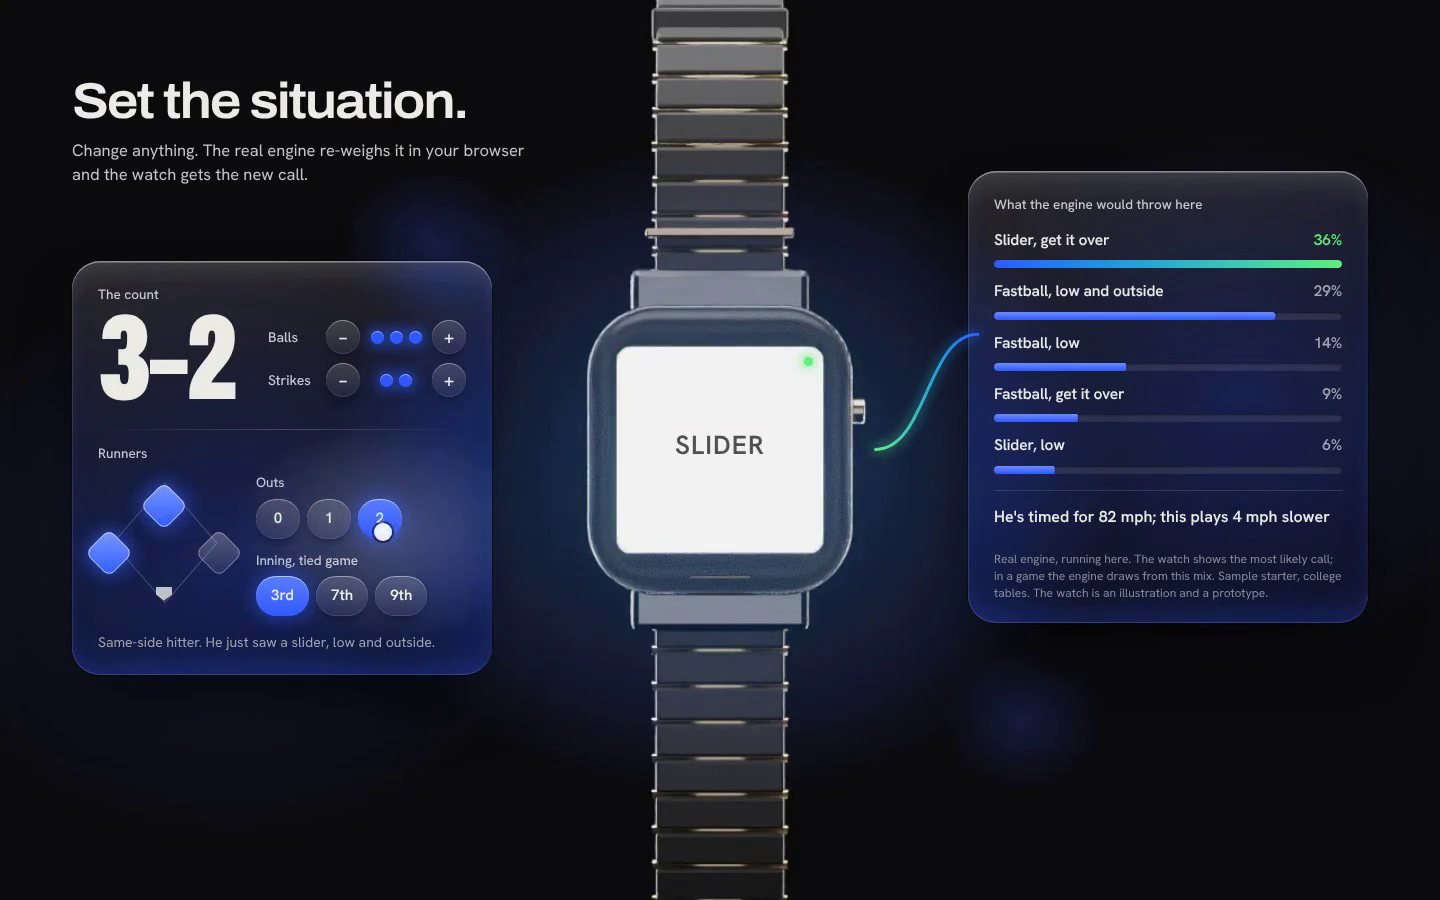 Set the situation.
Change anything. The real engine re-weighs it in your browser
and the watch gets the new call.
The count
3–2
Balls
–
+
Strikes
–
+
Runners
Outs
0
1
2
Inning, tied game
3rd
7th
9th
Same-side hitter. He just saw a slider, low and outside.
SLIDER
What the engine would throw here
Slider, get it over 36%
Fastball, low and outside 29%
Fastball, low 14%
Fastball, get it over 9%
Slider, low 6%
He's timed for 82 mph; this plays 4 mph slower
Real engine, running here. The watch shows the most likely call;
in a game the engine draws from this mix. Sample starter, college
tables. The watch is an illustration and a prototype.